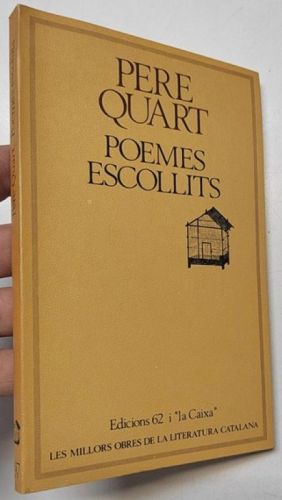 PERE
QUART
POEMES
ESCOLLITS
Edicions 62 i "la Caixa"
LES MILLORS OBRES DE LA LITERATURA CATALANA